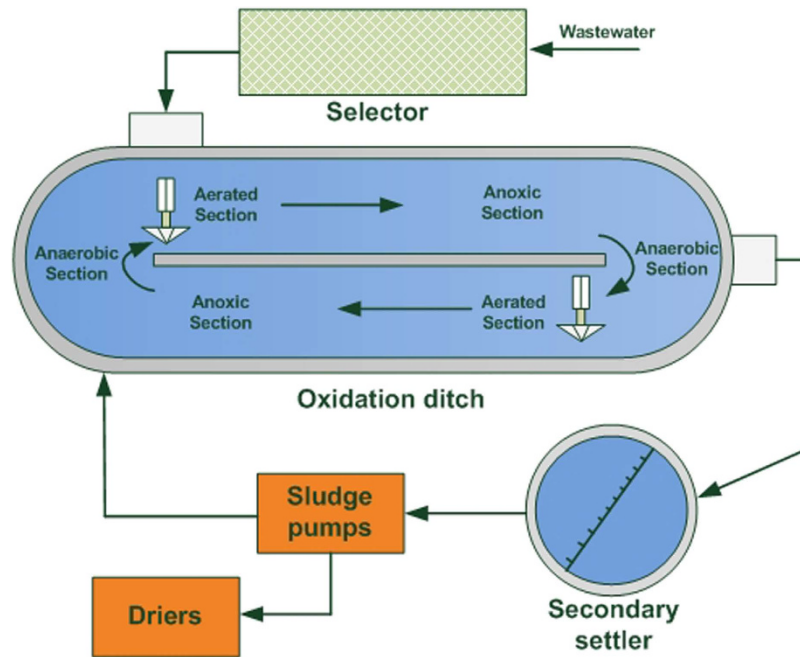 Wastewater
Selector
Aerated
Section
Anoxic
Section
Anaerobic
Section
Anaerobic
Section
Anoxic
Section
Aerated
Section
Oxidation ditch
Sludge
pumps
Driers
Secondary
settler